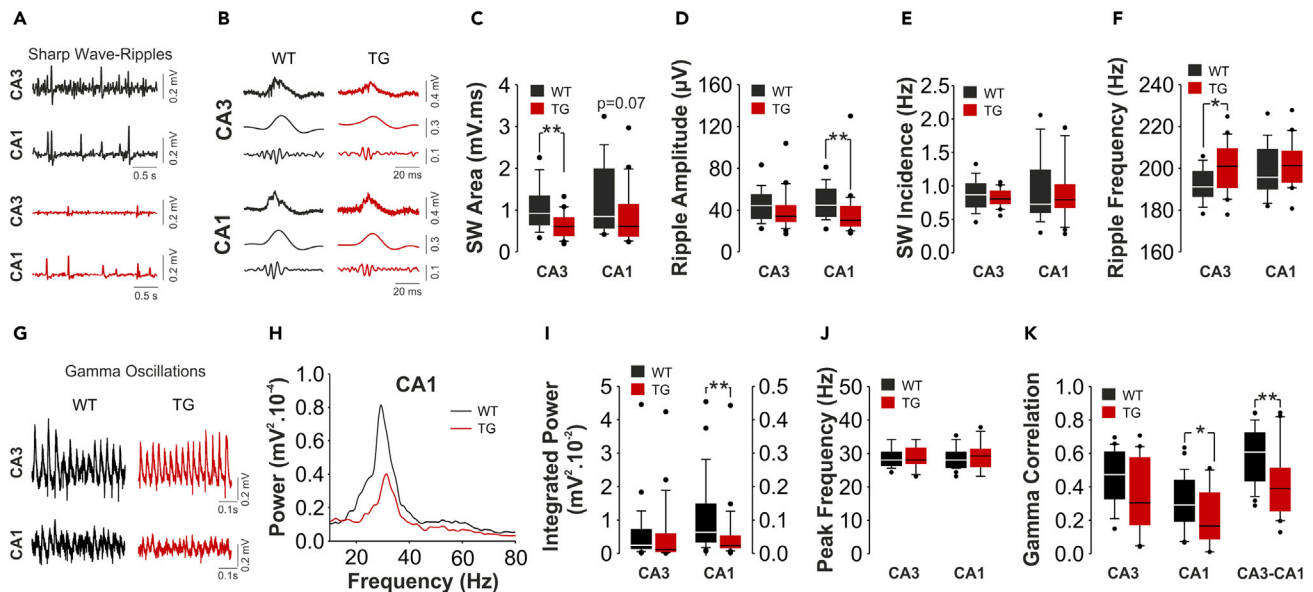 A
Sharp Wave-Ripples
CA3
0.2 mV
CA1
0.2 mV
0.5 s
CA3
0.2 mV
CA1
0.2 mV
0.5 s
B
WT TG
CA3
0.4 mV
0.3
0.1
20 ms
CA1
0.4 mV
0.3
0.1
20 ms
C
SW Area (mV.ms)
4
3
2
1
0
WT
TG
p=0.07
**
CA3 CA1
D
Ripple Amplitude (µV)
160
120
80
40
0
WT
TG
**
CA3 CA1
E
SW Incidence (Hz)
2.5
2.0
1.5
1.0
0.5
0.0
WT
TG
CA3 CA1
F
Ripple Frequency (Hz)
240
220
200
180
160
WT
TG
*
CA3 CA1
G
Gamma Oscillations
WT TG
CA3
0.2 mV
0.1s
CA1
0.2 mV
0.1s
H
CA1
Power (mV².10⁻⁴)
1.0
0.8
0.6
0.4
0.2
0.0
WT
TG
20 40 60 80
Frequency (Hz)
I
Integrated Power
(mV².10⁻²)
5
4
3
2
1
0
WT
TG
**
0.5
0.4
0.3
0.2
0.1
0.0
CA3 CA1
J
Peak Frequency (Hz)
50
40
30
20
10
0
WT
TG
CA3 CA1
K
Gamma Correlation
1.0
0.8
0.6
0.4
0.2
0.0
WT
TG
*
**
CA3 CA1 CA3-CA1